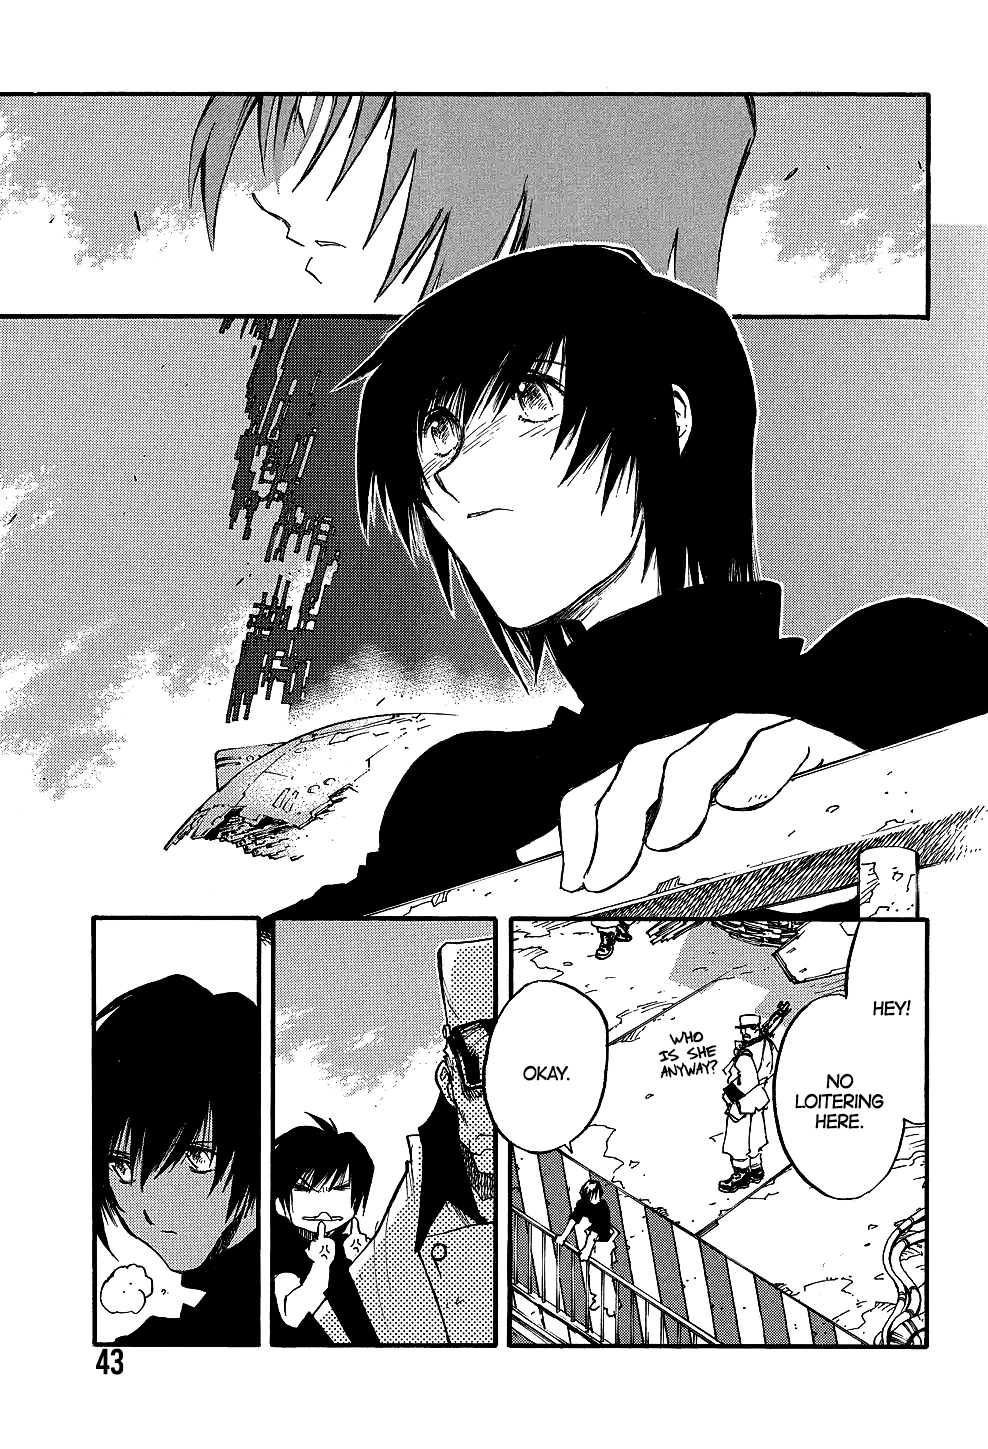 HEY!
NO
LOITERING
HERE.
WHO
IS SHE
ANYWAY?
OKAY.
43